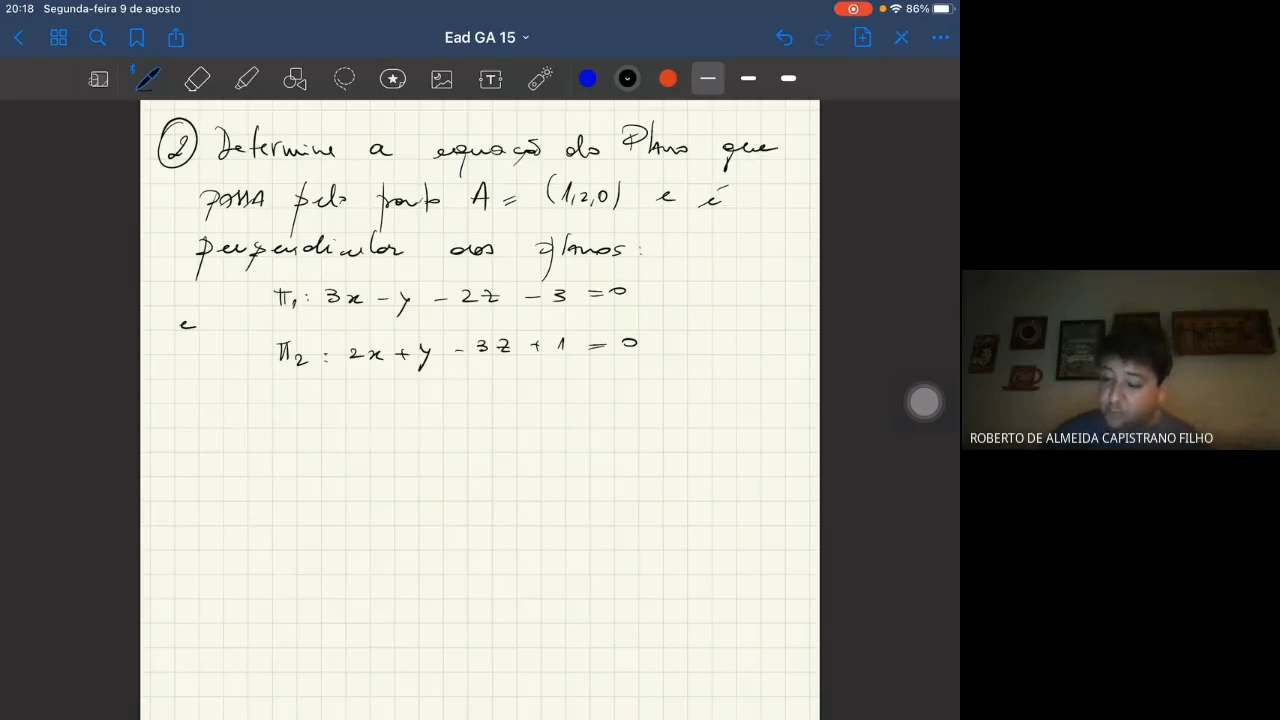 20:18 Segunda-feira 9 de agosto 86%
Ead GA 15
T
2 Determine a equação do Plano que
passa pelo ponto A = (1,2,0) e é
perpendicular aos planos:
π₁: 3x - y - 2z - 3 = 0
e
π₂: 2x + y - 3z + 1 = 0
ROBERTO DE ALMEIDA CAPISTRANO FILHO